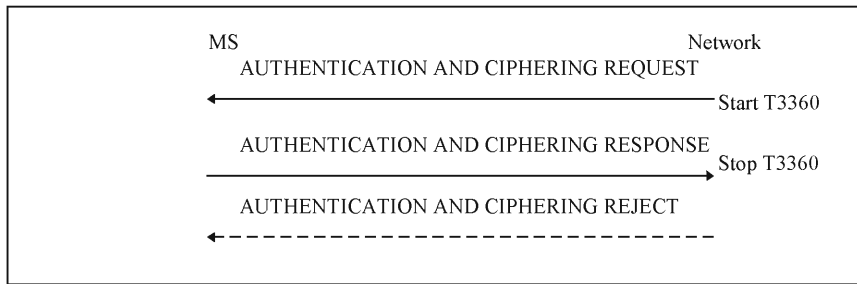 MS Network
AUTHENTICATION AND CIPHERING REQUEST
Start T3360
AUTHENTICATION AND CIPHERING RESPONSE
Stop T3360
AUTHENTICATION AND CIPHERING REJECT